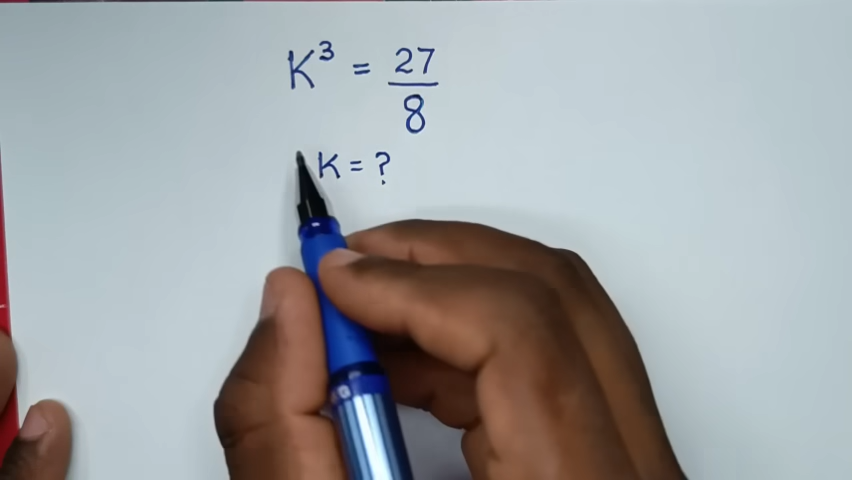 K³ = 27/8
K = ?